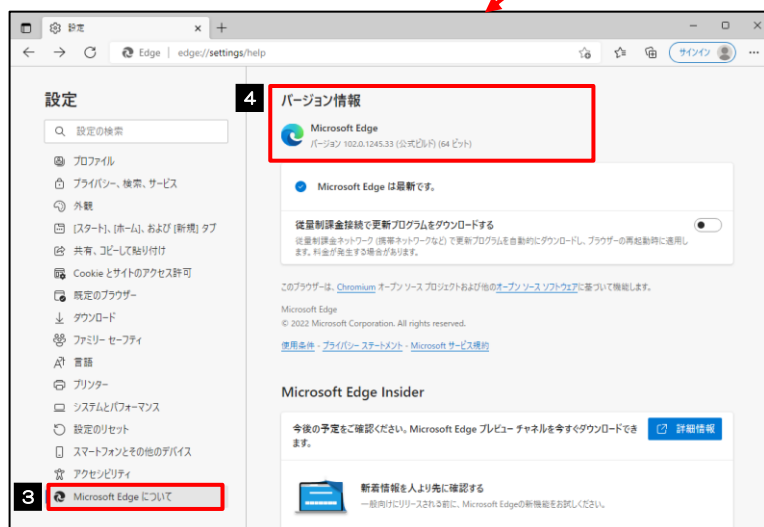 設定
Edge | edge://settings/help
サインイン
設定
設定の検索
プロファイル
プライバシー、検索、サービス
外観
[スタート]、[ホーム]、および [新規] タブ
共有、コピーして貼り付け
Cookie とサイトのアクセス許可
既定のブラウザー
ダウンロード
ファミリー セーフティ
言語
プリンター
システムとパフォーマンス
設定のリセット
スマートフォンとその他のデバイス
アクセシビリティ
3
Microsoft Edge について
4
バージョン情報
Microsoft Edge
バージョン 102.0.1245.33 (公式ビルド) (64 ビット)
Microsoft Edge は最新です。
従量制課金接続で更新プログラムをダウンロードする
従量制課金ネットワーク (携帯ネットワークなど) で更新プログラムを自動的にダウンロードし、ブラウザーの再起動時に適用し
ます。料金が発生する場合があります。
このブラウザーは、Chromium オープン ソース プロジェクトおよび他のオープン ソース ソフトウェアに基づいて機能します。
Microsoft Edge
© 2022 Microsoft Corporation. All rights reserved.
使用条件 - プライバシー ステートメント - Microsoft サービス規約
Microsoft Edge Insider
今後の予定をご確認ください。Microsoft Edge プレビュー チャネルを今すぐダウンロードでき
ます。
詳細情報
新着情報を人より先に確認する
一般向けにリリースされる前に、Microsoft Edgeの新機能をお試しください。